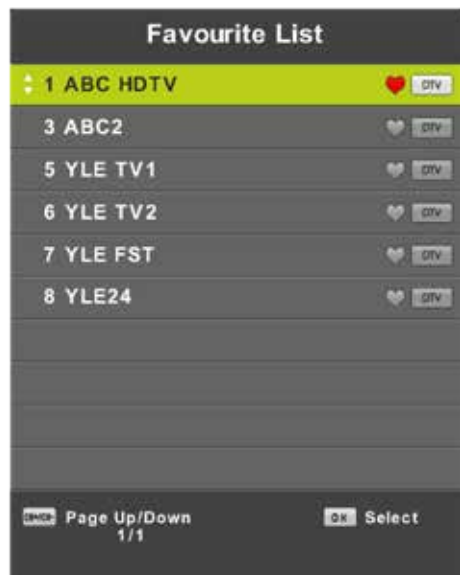 Favourite List
1 ABC HDTV DTV
3 ABC2 DTV
5 YLE TV1 DTV
6 YLE TV2 DTV
7 YLE FST DTV
8 YLE24 DTV
Page Up/Down OK Select
1/1